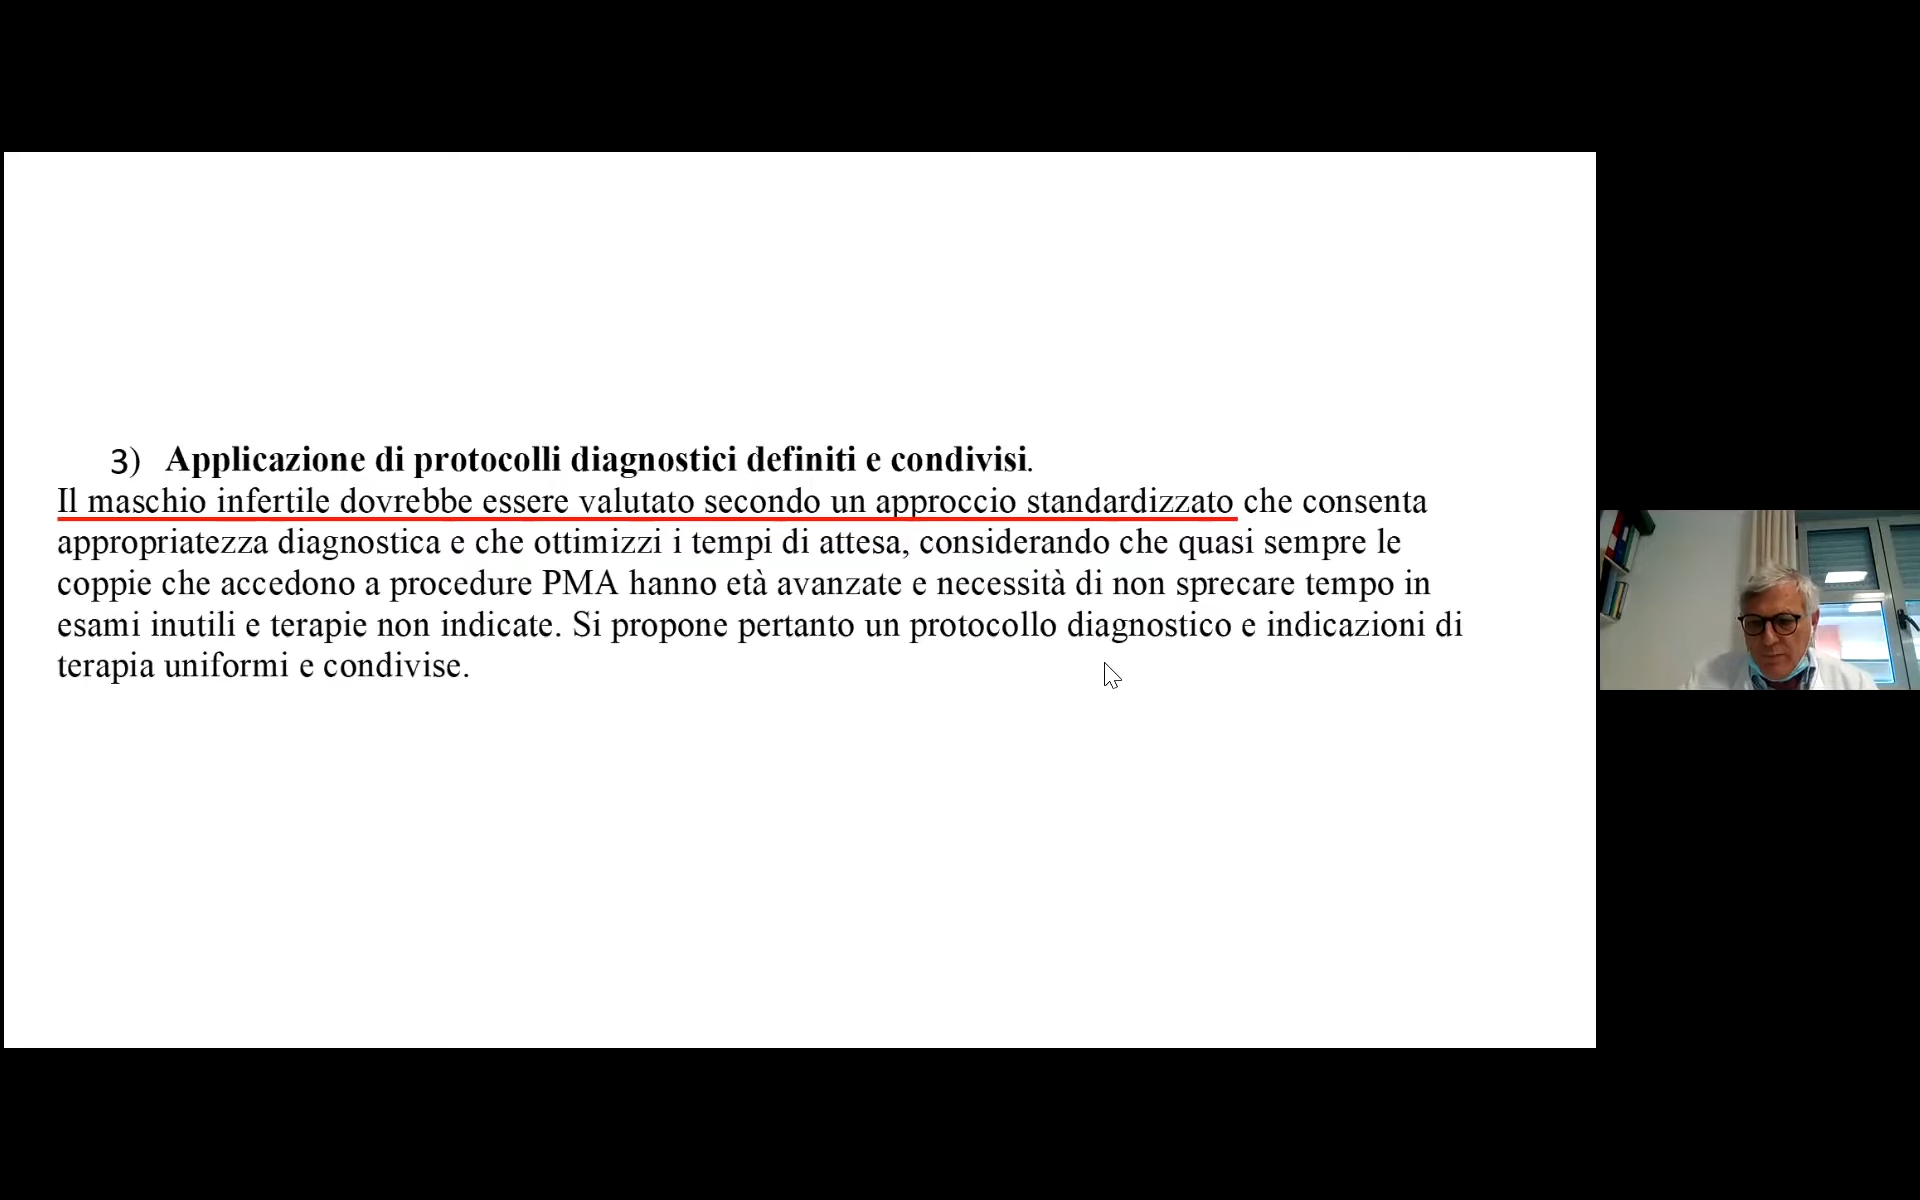 3) Applicazione di protocolli diagnostici definiti e condivisi.
Il maschio infertile dovrebbe essere valutato secondo un approccio standardizzato che consenta
appropriatezza diagnostica e che ottimizzi i tempi di attesa, considerando che quasi sempre le
coppie che accedono a procedure PMA hanno età avanzate e necessità di non sprecare tempo in
esami inutili e terapie non indicate. Si propone pertanto un protocollo diagnostico e indicazioni di
terapia uniformi e condivise.